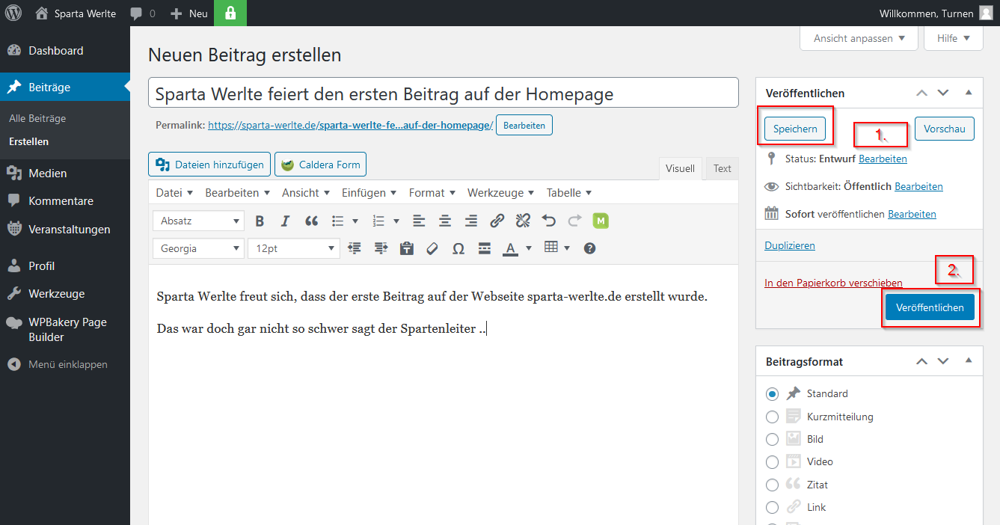 Sparta Werlte 0 Neu Willkommen, Turnen
Dashboard
Beiträge
Alle Beiträge
Erstellen
Medien
Kommentare
Veranstaltungen
Profil
Werkzeuge
WPBakery Page
Builder
Menü einklappen
Ansicht anpassen Hilfe
Neuen Beitrag erstellen
Sparta Werlte feiert den ersten Beitrag auf der Homepage
Permalink: https://sparta-werlte.de/sparta-werlte-fe...auf-der-homepage/ Bearbeiten
Dateien hinzufügen Caldera Form
Visuell Text
Datei Bearbeiten Ansicht Einfügen Format Werkzeuge Tabelle
Absatz B I M
Georgia 12pt Ω A
Sparta Werlte freut sich, dass der erste Beitrag auf der Webseite sparta-werlte.de erstellt wurde.
Das war doch gar nicht so schwer sagt der Spartenleiter ..
Veröffentlichen
Speichern 1. Vorschau
Status: Entwurf Bearbeiten
Sichtbarkeit: Öffentlich Bearbeiten
Sofort veröffentlichen Bearbeiten
Duplizieren
2.
In den Papierkorb verschieben
Veröffentlichen
Beitragsformat
Standard
Kurzmitteilung
Bild
Video
Zitat
Link